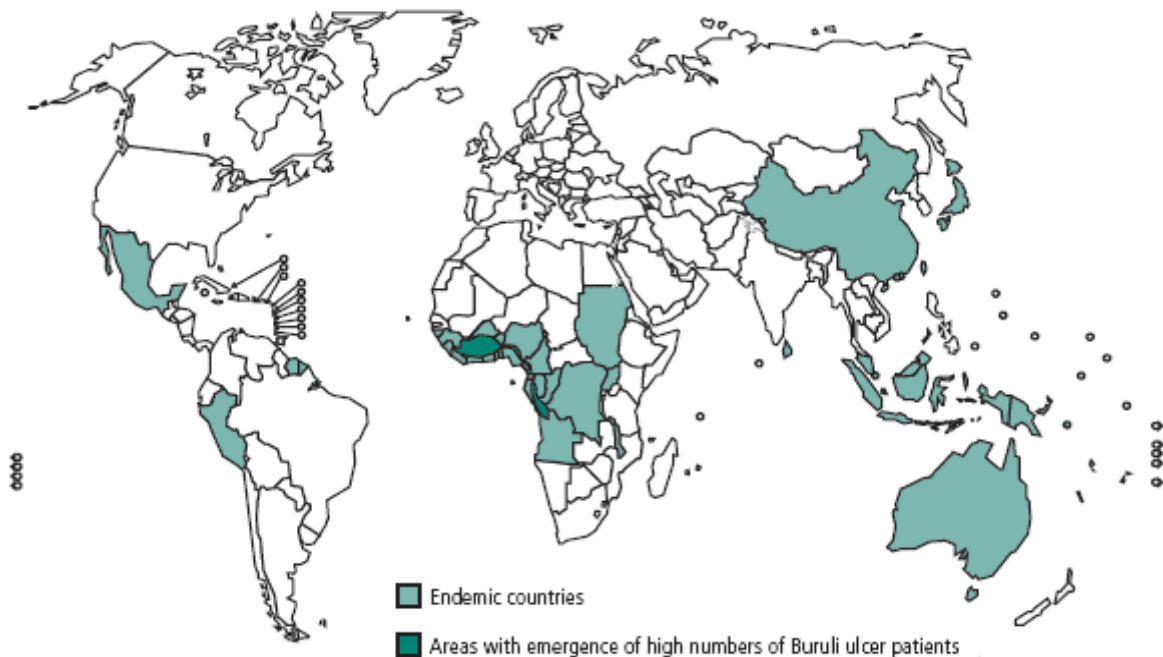 Endemic countries
Areas with emergence of high numbers of Buruli ulcer patients